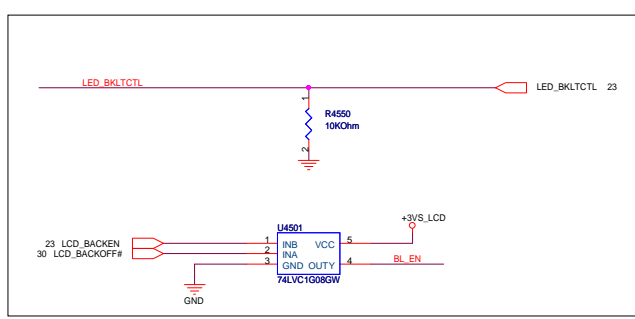 LED_BKLTCTL
LED_BKLTCTL 23
1
R4550
10KOhm
2
+3VS_LCD
U4501
23 LCD_BACKEN 1 INB VCC 5
30 LCD_BACKOFF# 2 INA
3 GND OUTY 4 BL_EN
74LVC1G08GW
GND